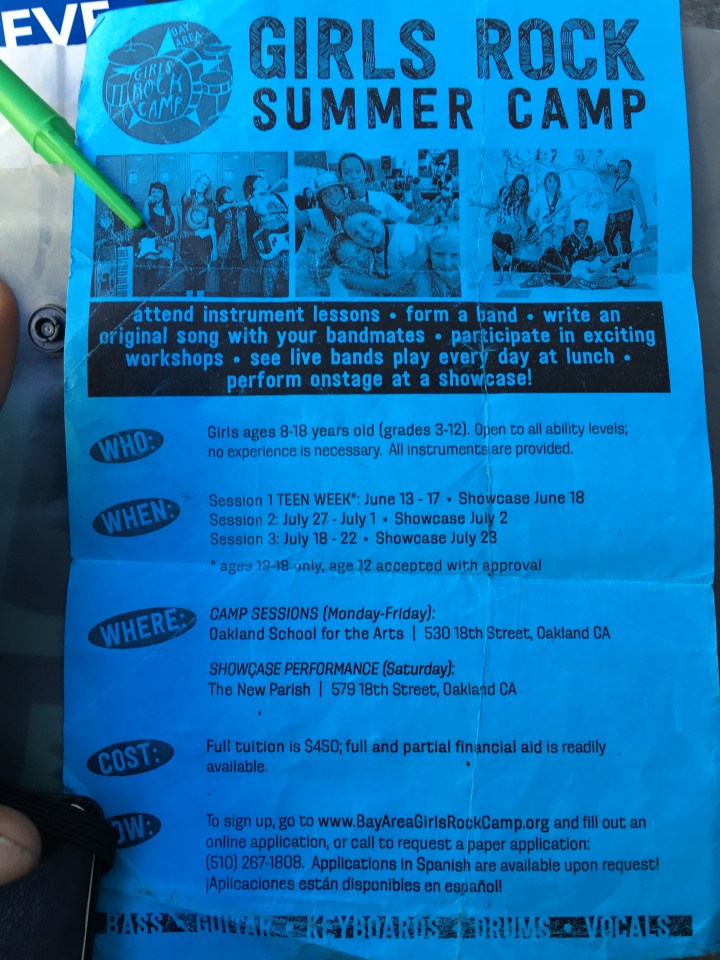 EVE
BAY
AREA
GIRLS
ROCK
CAMP
GIRLS ROCK
SUMMER CAMP
attend instrument lessons • form a band • write an
original song with your bandmates • participate in exciting
workshops • see live bands play every day at lunch •
perform onstage at a showcase!
WHO:
Girls ages 8-18 years old (grades 3-12). Open to all ability levels;
no experience is necessary. All instruments are provided.
WHEN:
Session 1 TEEN WEEK*: June 13 - 17 • Showcase June 18
Session 2: July 27 - July 1 • Showcase July 2
Session 3: July 18 - 22 • Showcase July 23
* ages 13-18 only, age 12 accepted with approval
WHERE:
CAMP SESSIONS (Monday-Friday):
Oakland School for the Arts | 530 18th Street, Oakland CA
SHOWCASE PERFORMANCE (Saturday):
The New Parish | 579 18th Street, Oakland CA
COST:
Full tuition is $450; full and partial financial aid is readily
available.
OW:
To sign up, go to www.BayAreaGirlsRockCamp.org and fill out an
online application, or call to request a paper application:
(510) 267-1808. Applications in Spanish are available upon request!
¡Aplicaciones están disponibles en español!
BASS • GUITAR • KEYBOARDS • DRUMS • VOCALS